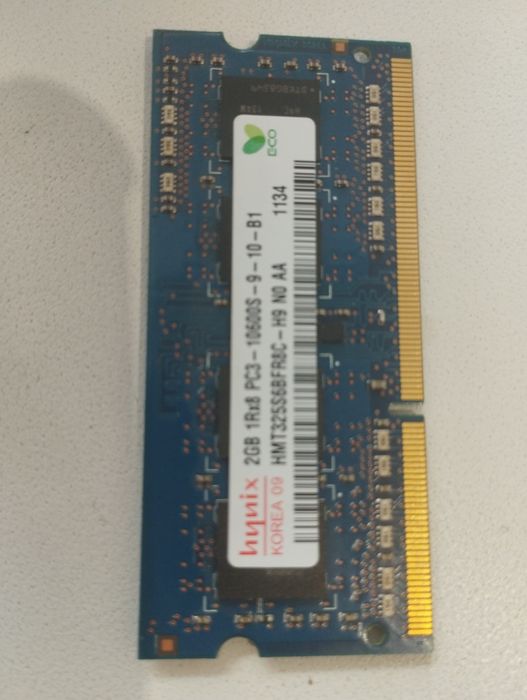 hynix
KOREA 09
2GB 1Rx8 PC3-10600S-9-10-B1
HMT325S6BFR8C-H9 N0 AA 1134
ECO